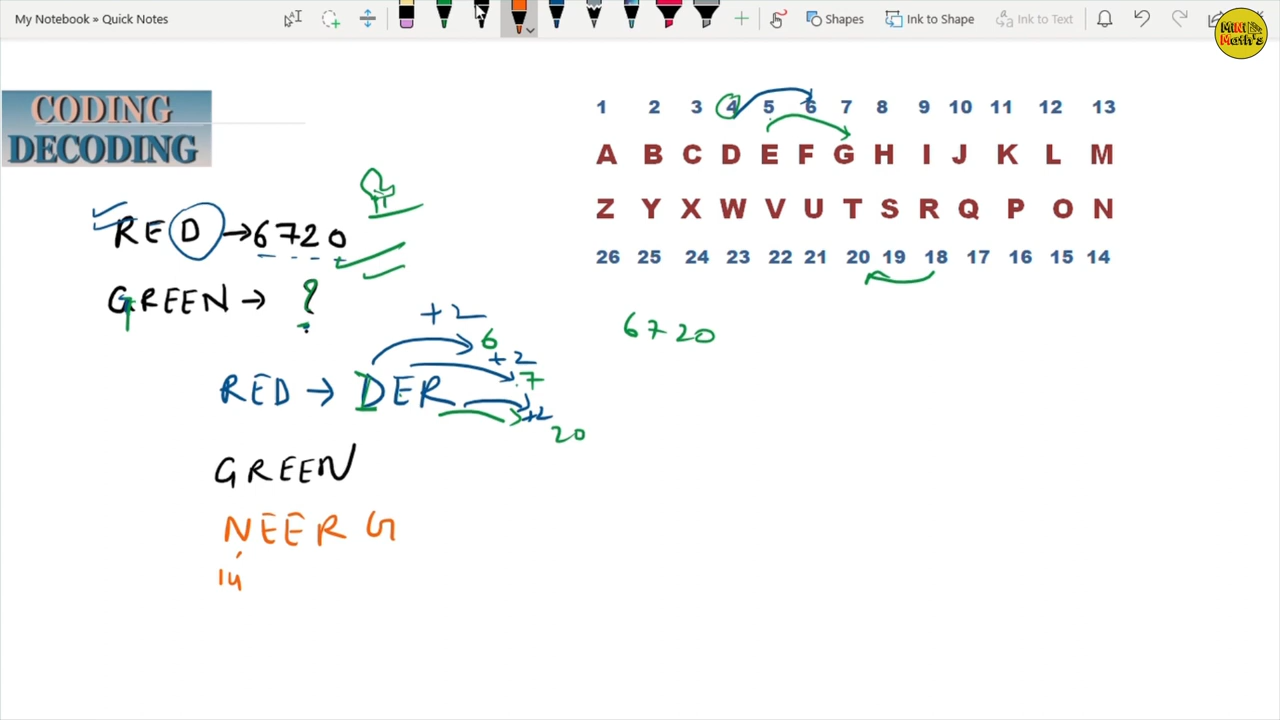 My Notebook » Quick Notes
Shapes
Ink to Shape
Ink to Text
MiNi
Math's
CODING
DECODING
1 2 3 4 5 6 7 8 9 10 11 12 13
A B C D E F G H I J K L M
Z Y X W V U T S R Q P O N
26 25 24 23 22 21 20 19 18 17 16 15 14
RED → 6720
GREEN → ?
+2
6
+2
7
RED → DER
+2
20
6720
GREEN
NEERG
14